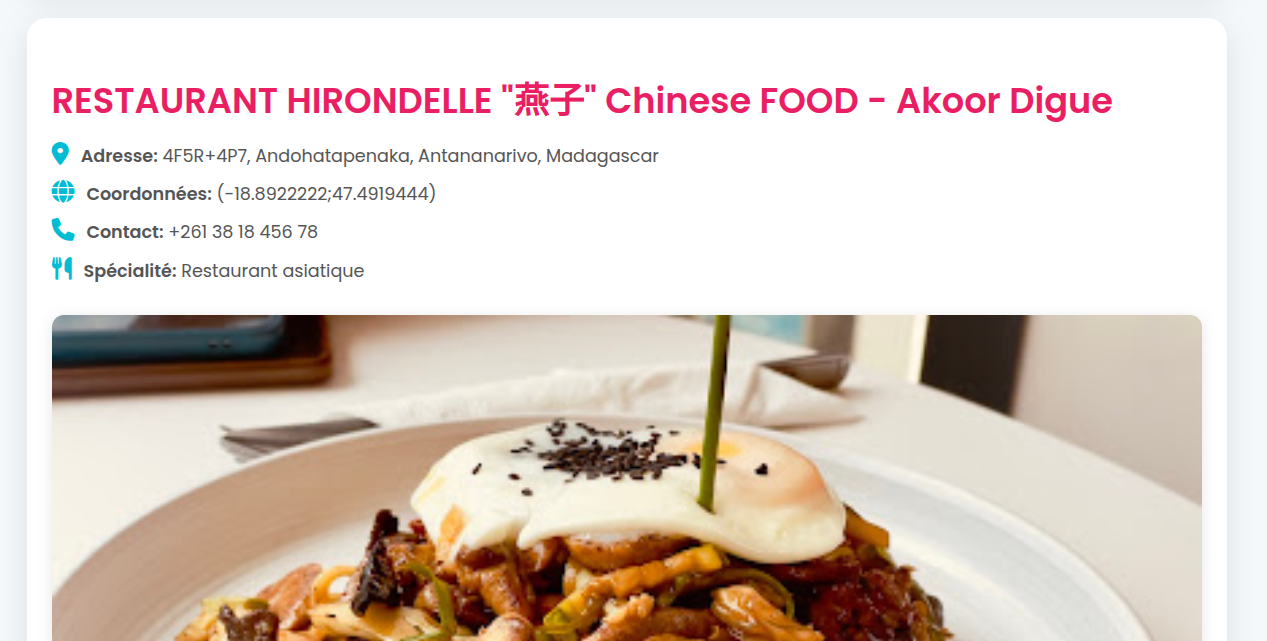 RESTAURANT HIRONDELLE "燕子" Chinese FOOD - Akoor Digue
Adresse: 4F5R+4P7, Andohatapenaka, Antananarivo, Madagascar
Coordonnées: (-18.8922222;47.4919444)
Contact: +261 38 18 456 78
Spécialité: Restaurant asiatique